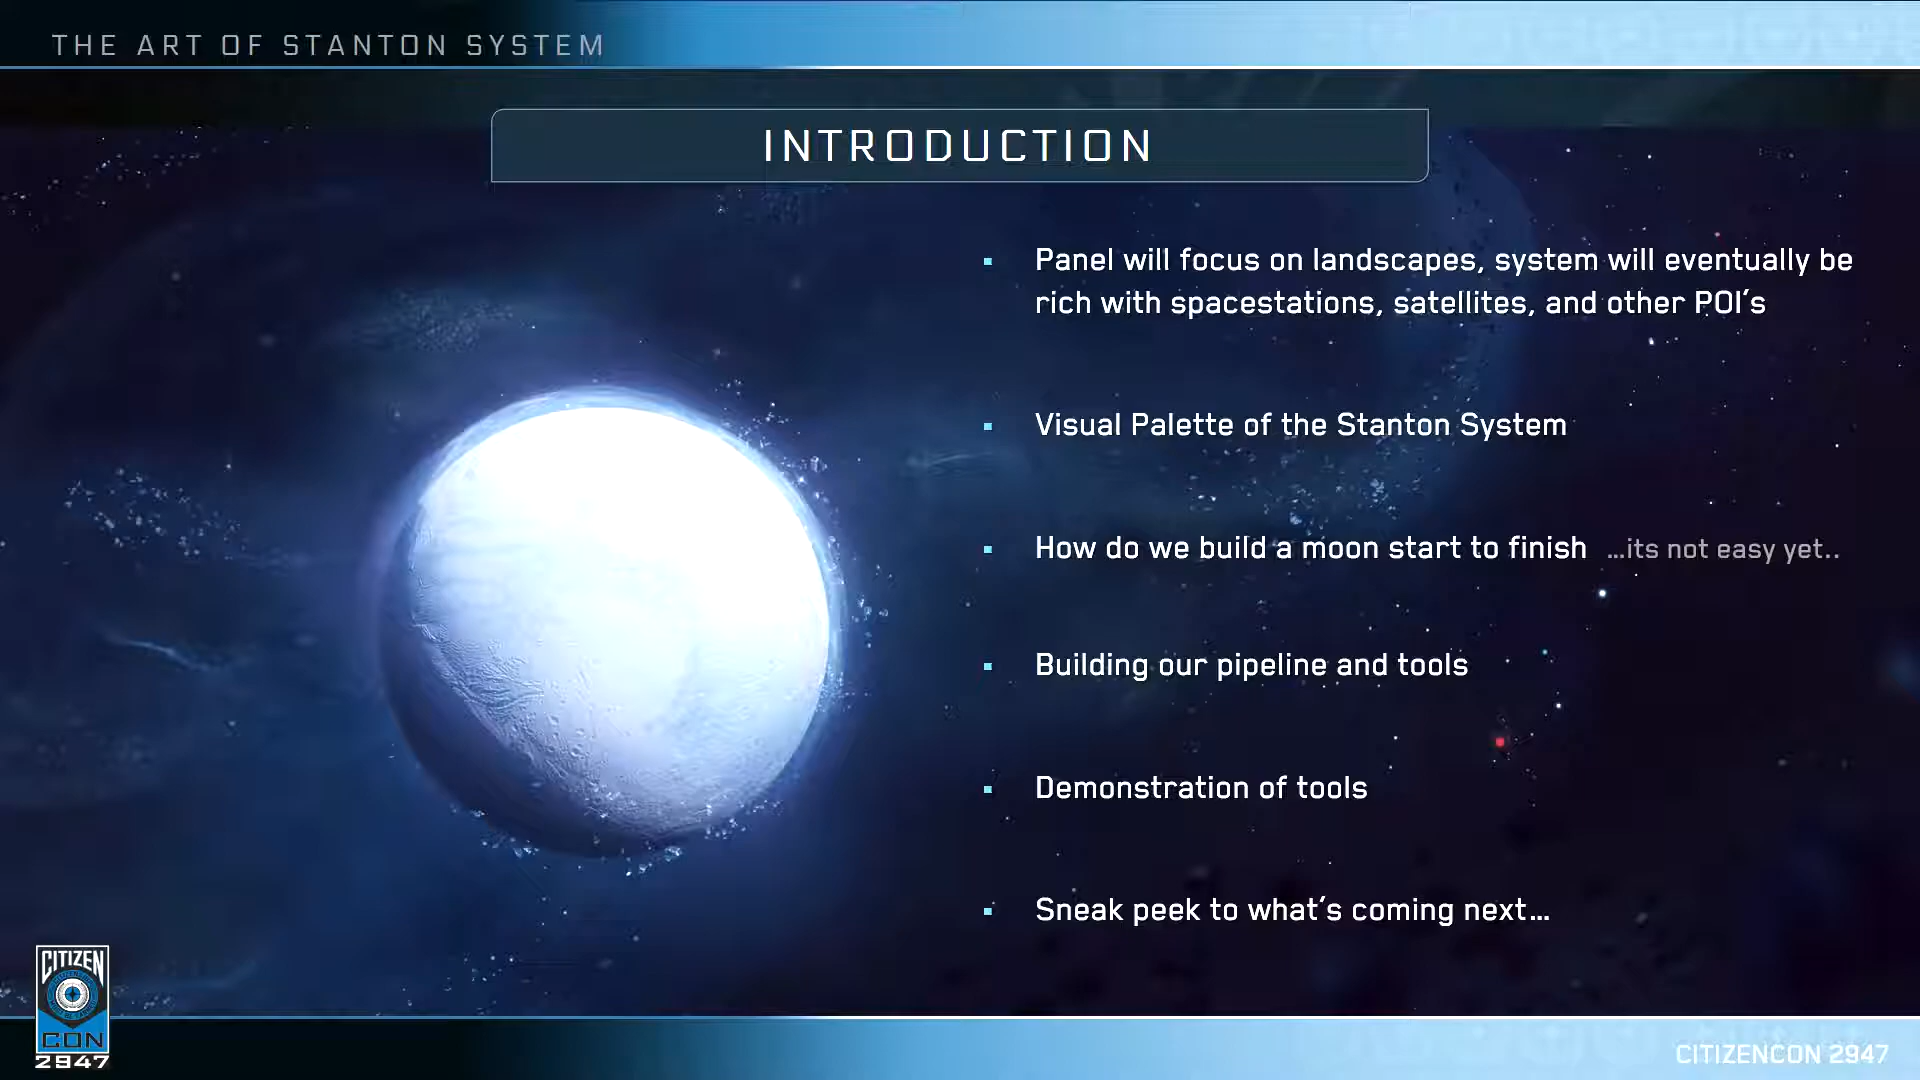 THE ART OF STANTON SYSTEM
INTRODUCTION
Panel will focus on landscapes, system will eventually be
rich with spacestations, satellites, and other POI's
Visual Palette of the Stanton System
How do we build a moon start to finish ...its not easy yet..
Building our pipeline and tools
Demonstration of tools
Sneak peek to what's coming next...
CITIZEN
CON
2947
CITIZENCON 2947